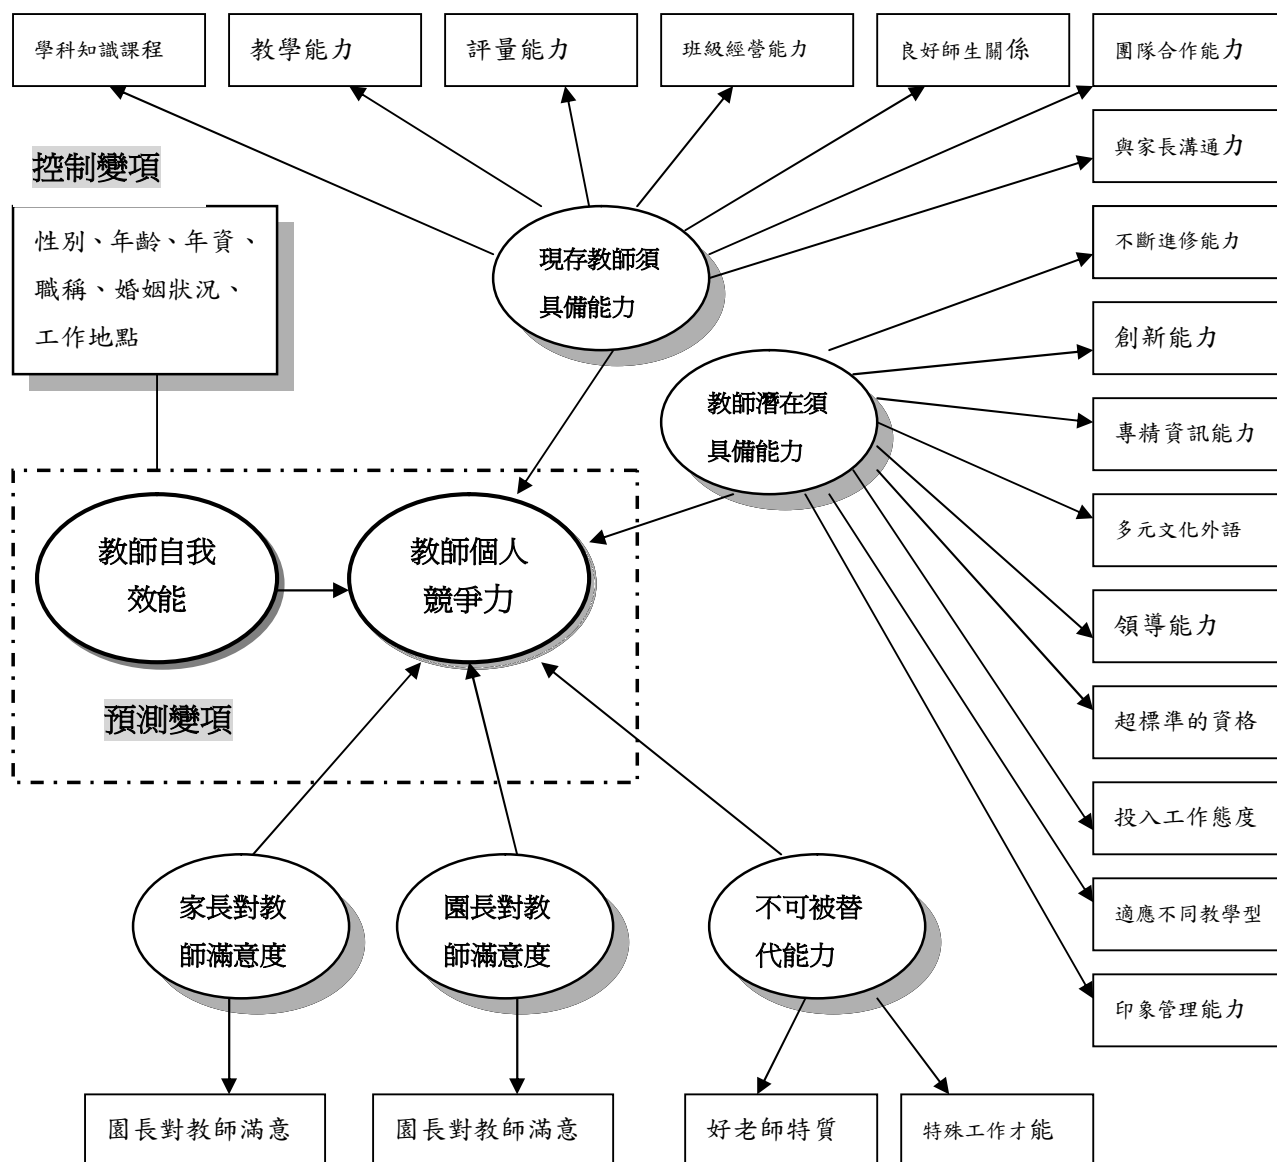 學科知識課程
教學能力
評量能力
班級經營能力
良好師生關係
團隊合作能力
與家長溝通力
控制變項
性別、年齡、年資、
職稱、婚姻狀況、
工作地點
現存教師須
具備能力
不斷進修能力
創新能力
教師潛在須
具備能力
專精資訊能力
多元文化外語
教師自我
效能
教師個人
競爭力
領導能力
預測變項
超標準的資格
投入工作態度
家長對教
師滿意度
園長對教
師滿意度
不可被替
代能力
適應不同教學型
印象管理能力
園長對教師滿意
園長對教師滿意
好老師特質
特殊工作才能